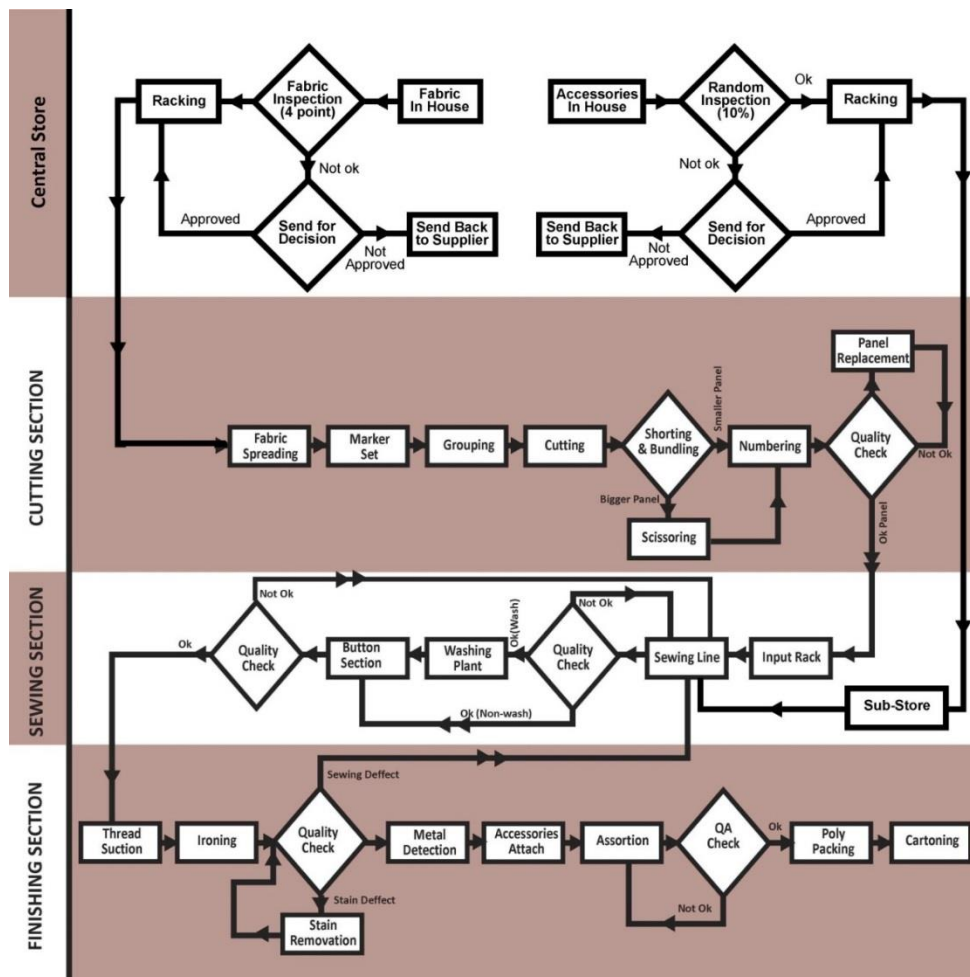 Central Store
Racking
Fabric
Inspection
(4 point)
Fabric
In House
Accessories
In House
Random
Inspection
(10%)
Ok
Racking
Not ok
Not ok
Approved
Send for
Decision
Not
Approved
Send Back
to Supplier
Send Back
to Supplier
Not
Approved
Send for
Decision
Approved
CUTTING SECTION
Panel
Replacement
Fabric
Spreading
Marker
Set
Grouping
Cutting
Shorting
& Bundling
Smaller Panel
Numbering
Quality
Check
Not Ok
Bigger Panel
Scissoring
Ok Panel
SEWING SECTION
Not Ok
Ok
Quality
Check
Button
Section
Washing
Plant
Ok(Wash)
Not Ok
Quality
Check
Sewing Line
Input Rack
Ok (Non-wash)
Sub-Store
FINISHING SECTION
Sewing Deffect
Thread
Suction
Ironing
Quality
Check
Metal
Detection
Accessories
Attach
Assortion
QA
Check
Ok
Poly
Packing
Cartoning
Stain Deffect
Stain
Removation
Not Ok